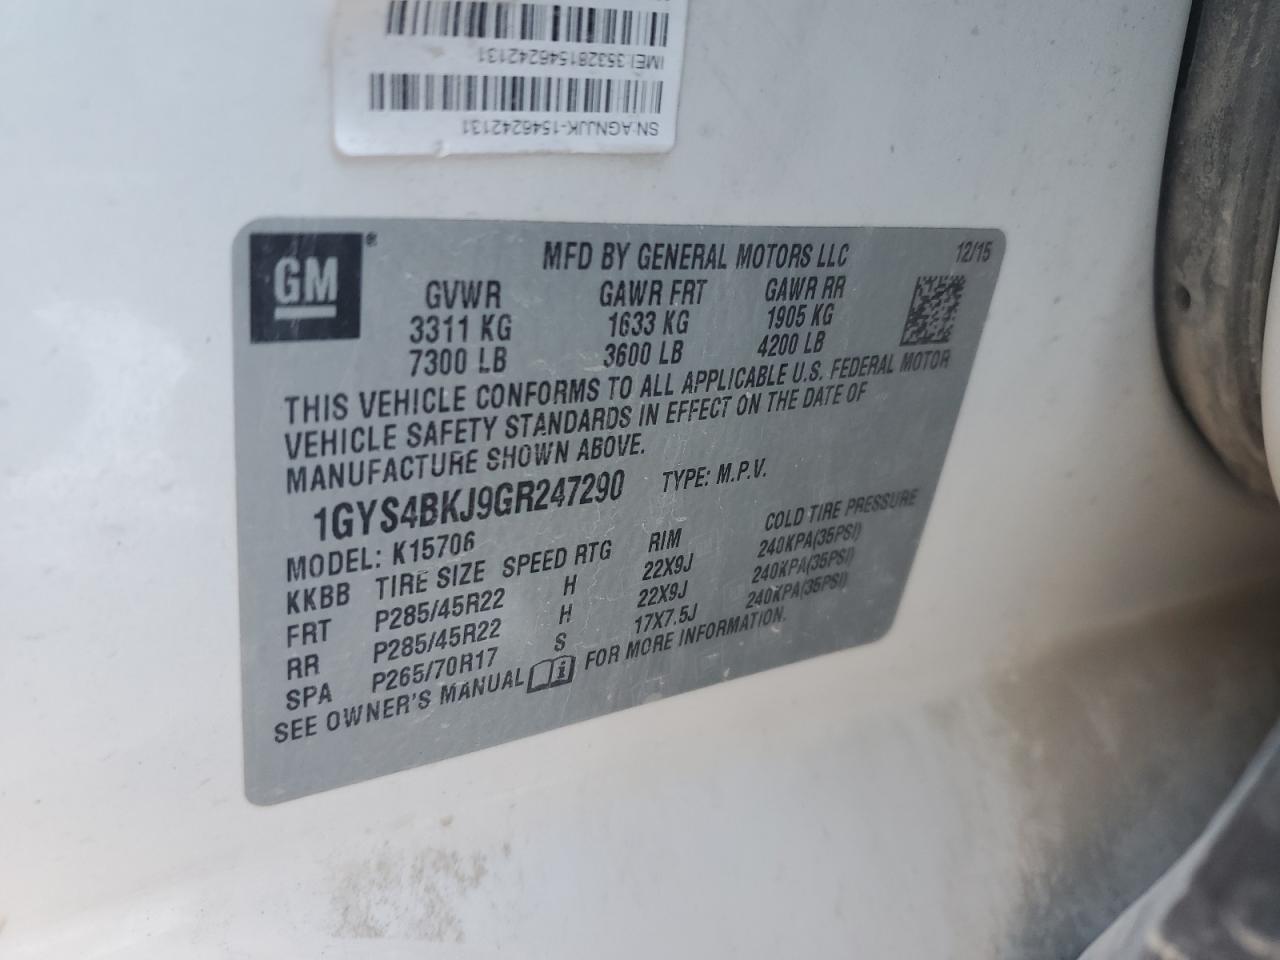 IMEI:353281546242131
SN:AGNJJK-1546242131
GM ®
MFD BY GENERAL MOTORS LLC 12/15
GVWR GAWR FRT GAWR RR
3311 KG 1633 KG 1905 KG
7300 LB 3600 LB 4200 LB
THIS VEHICLE CONFORMS TO ALL APPLICABLE U.S. FEDERAL MOTOR
VEHICLE SAFETY STANDARDS IN EFFECT ON THE DATE OF
MANUFACTURE SHOWN ABOVE.
1GYS4BKJ9GR247290 TYPE: M.P.V.
MODEL: K15706
KKBB TIRE SIZE SPEED RTG RIM COLD TIRE PRESSURE
FRT P285/45R22 H 22X9J 240KPA(35PSI)
RR P285/45R22 H 22X9J 240KPA(35PSI)
SPA P265/70R17 S 17X7.5J 240KPA(35PSI)
SEE OWNER'S MANUAL FOR MORE INFORMATION.